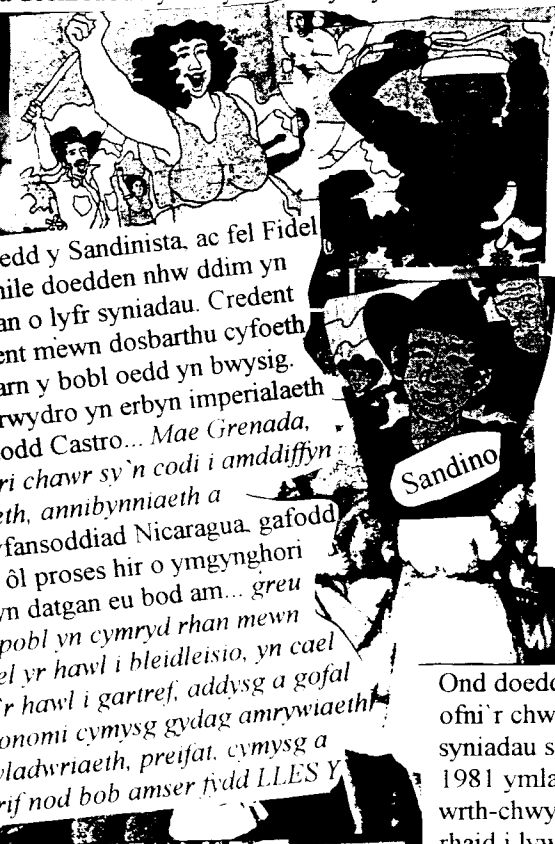 edd y Sandinista, ac fel Fidel
hile doedden nhw ddim yn
an o lyfr syniadau. Credent
ent mewn dosbarthu cyfoeth
arn y bobl oedd yn bwysig.
rwydro yn erbyn imperialaeth
odd Castro... Mae Grenada,
ri chawr sy`n codi i amddiffyn
eth, annibynniaeth a
yfansoddiad Nicaragua, gafodd
ôl proses hir o ymgynghori
yn datgan eu bod am... greu
pobl yn cymryd rhan mewn
el yr hawl i bleidleisio, yn cael
`r hawl i gartref, addysg a gofal
onomi cymysg gydag amrywiaeth
wladwriaeth, preifat, cymysg a
rif nod bob amser fydd LLES Y
Sandino
Ond doedd
ofni`r chw
syniadau s
1981 ymla
wrth-chwy
rhaid i lyw